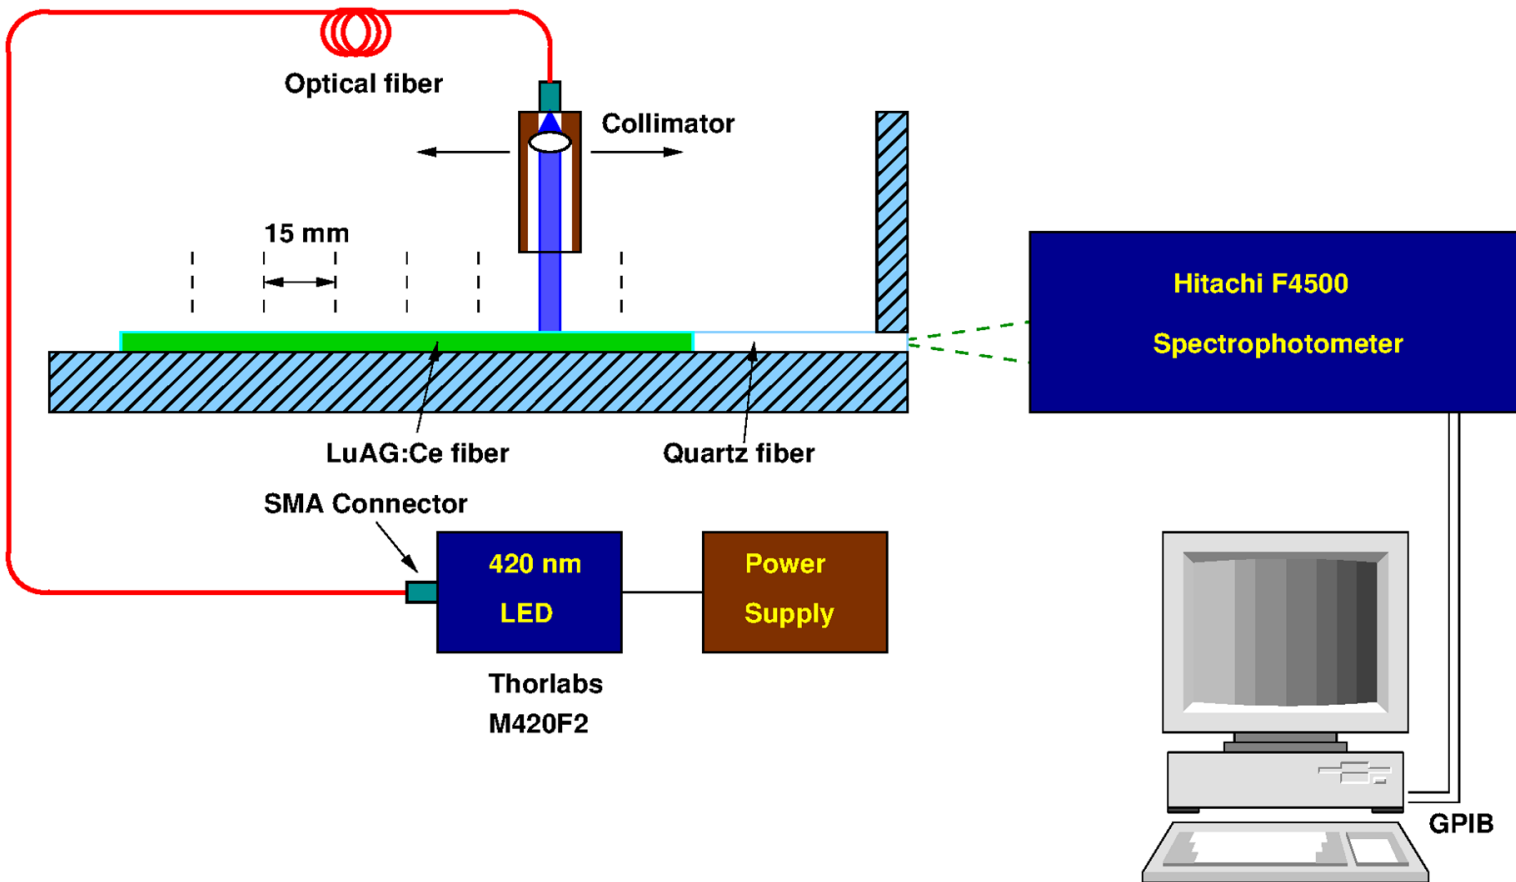 Optical fiber
Collimator
15 mm
Hitachi F4500
Spectrophotometer
LuAG:Ce fiber
Quartz fiber
SMA Connector
420 nm
LED
Power
Supply
Thorlabs
M420F2
GPIB